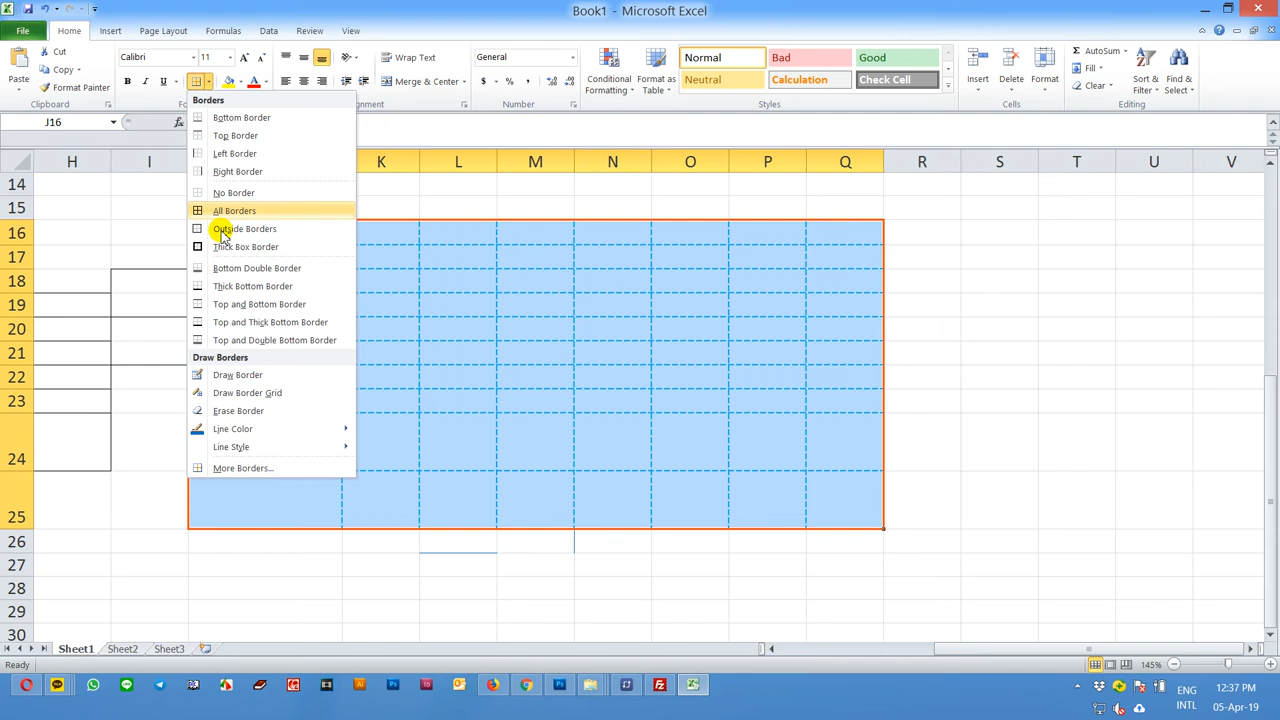 Book1 - Microsoft Excel
File Home Insert Page Layout Formulas Data Review View
Cut
Copy
Format Painter
Paste
Clipboard
Calibri 11
B I U
Wrap Text
Merge & Center
Alignment
General
$ % ,
Number
Conditional Formatting
Format as Table
Normal Bad Good
Neutral Calculation Check Cell
Styles
Insert Delete Format
Cells
AutoSum
Fill
Clear
Sort & Filter
Find & Select
Editing
J16
fx
Borders
Bottom Border
Top Border
Left Border
Right Border
No Border
All Borders
Outside Borders
Thick Box Border
Bottom Double Border
Thick Bottom Border
Top and Bottom Border
Top and Thick Bottom Border
Top and Double Bottom Border
Draw Borders
Draw Border
Draw Border Grid
Erase Border
Line Color
Line Style
More Borders...
H I K L M N O P Q R S T U V
14
15
16
17
18
19
20
21
22
23
24
25
26
27
28
29
30
Sheet1 Sheet2 Sheet3
Ready
145%
ENG
INTL
12:37 PM
05-Apr-19